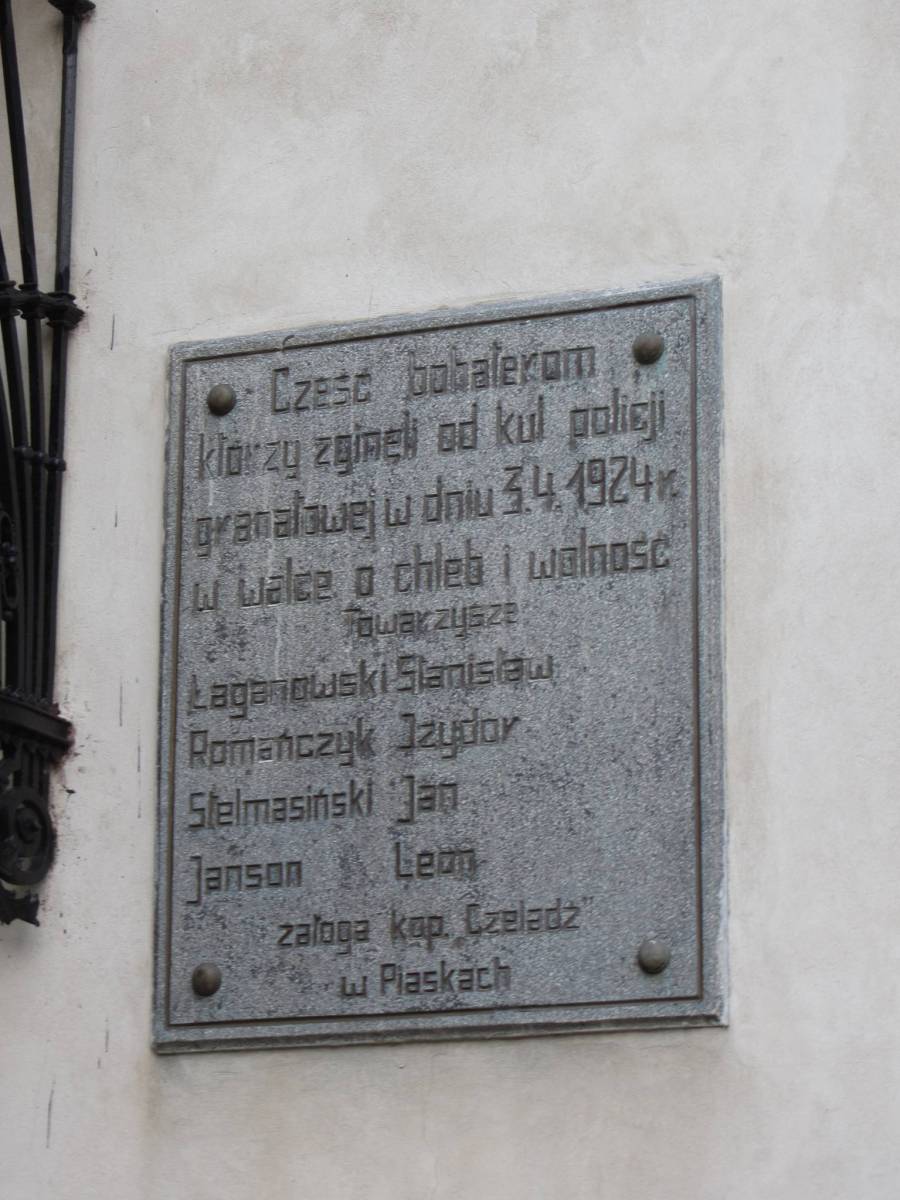 Cześć bohaterom
którzy zginęli od kul policji
granatowej w dniu 3.4.1924 r.
w walce o chleb i wolność
Towarzysze
Łaganowski Stanisław
Romańczyk Izydor
Stelmasiński Jan
Janson Leon
załoga kop. Czeladź"
w Piaskach